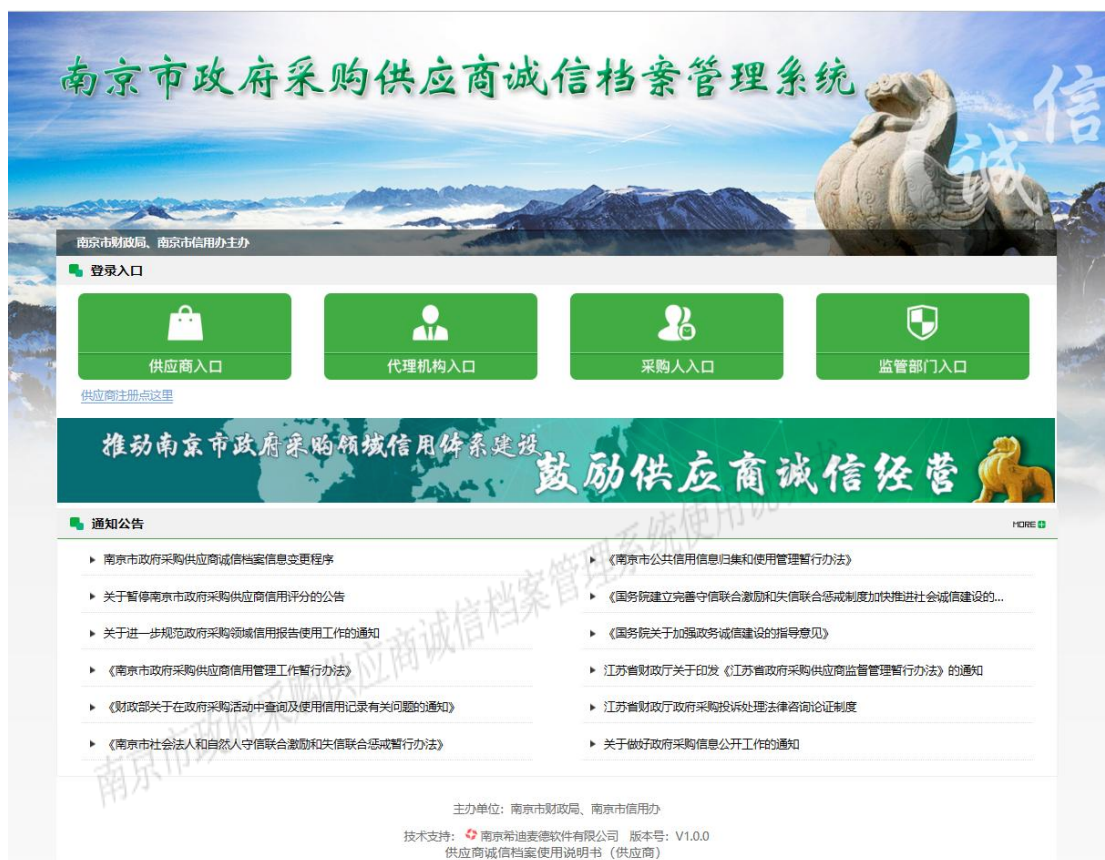 南京市政府采购供应商诚信档案管理系统
诚信
南京市财政局、南京市信用办主办
登录入口
供应商入口
代理机构入口
采购人入口
监管部门入口
供应商注册点这里
推动南京市政府采购领域信用体系建设
鼓励供应商诚信经营
通知公告
MORE
南京市政府采购供应商诚信档案信息变更程序
《南京市公共信用信息归集和使用管理暂行办法》
关于暂停南京市政府采购供应商信用评分的公告
《国务院建立完善守信联合激励和失信联合惩戒制度加快推进社会诚信建设的...
关于进一步规范政府采购领域信用报告使用工作的通知
《国务院关于加强政务诚信建设的指导意见》
《南京市政府采购供应商信用管理工作暂行办法》
江苏省财政厅关于印发《江苏省政府采购供应商监督管理暂行办法》的通知
《财政部关于在政府采购活动中查询及使用信用记录有关问题的通知》
江苏省财政厅政府采购投诉处理法律咨询论证制度
《南京市社会法人和自然人守信联合激励和失信联合惩戒暂行办法》
关于做好政府采购信息公开工作的通知
南京市政府采购供应商诚信档案管理系统使用说明书
主办单位：南京市财政局、南京市信用办
技术支持： 南京希迪麦德软件有限公司 版本号：V1.0.0
供应商诚信档案使用说明书（供应商）